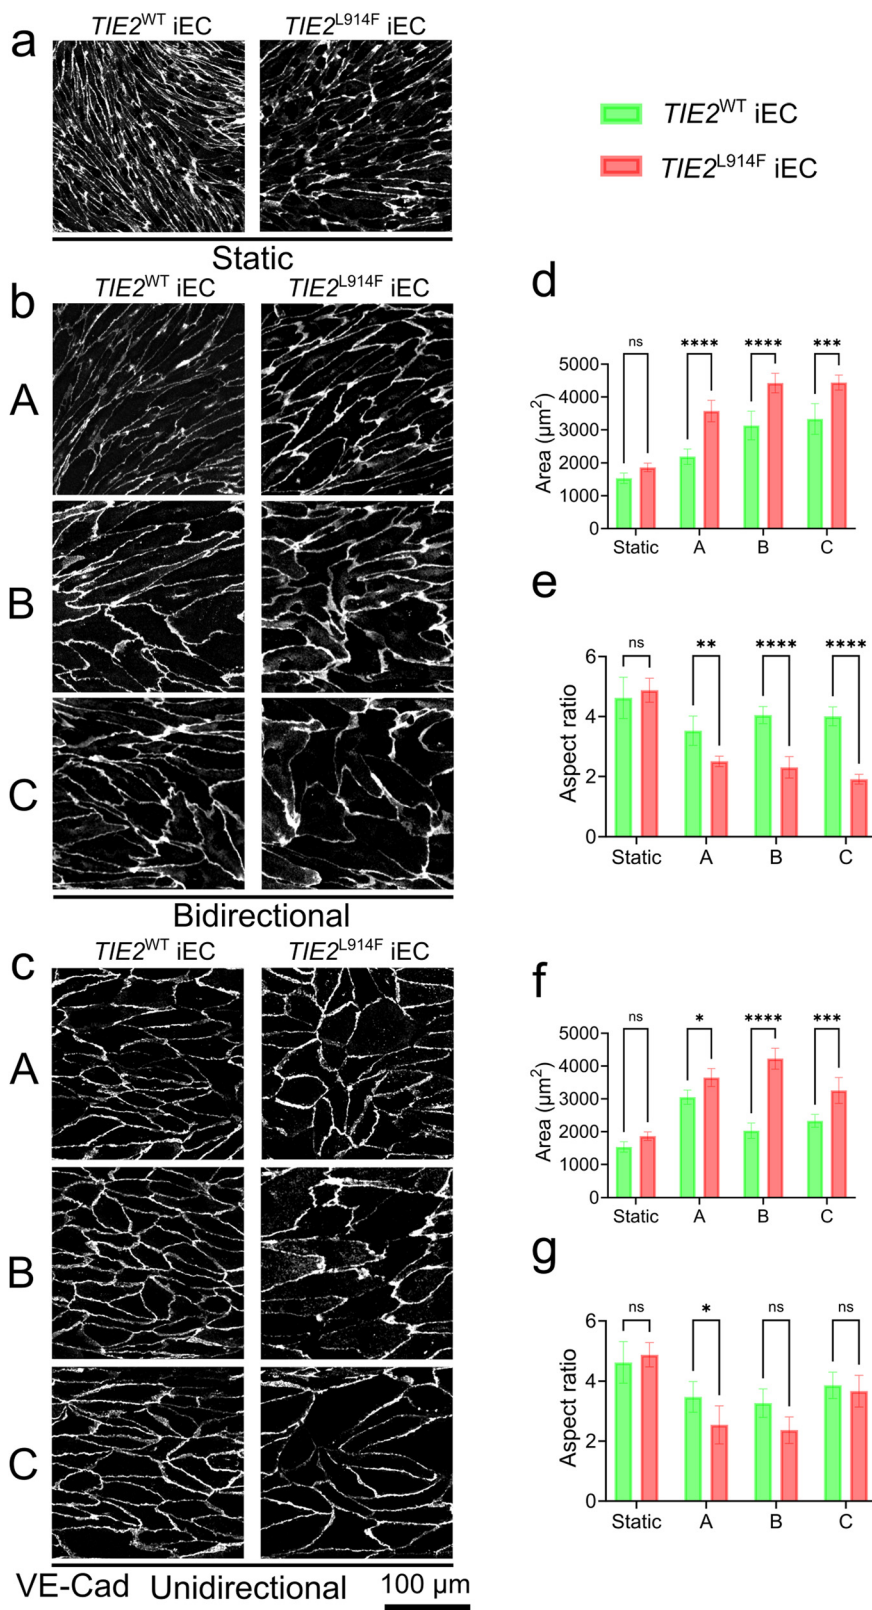 a
TIE2WT iEC
TIE2L914F iEC
Static
TIE2WT iEC
TIE2L914F iEC
b
TIE2WT iEC
TIE2L914F iEC
A
B
C
Bidirectional
c
TIE2WT iEC
TIE2L914F iEC
A
B
C
VE-Cad
Unidirectional
100 µm
d
ns
****
****
***
Area (µm2)
5000
4000
3000
2000
1000
0
Static
A
B
C
e
ns
**
****
****
Aspect ratio
6
4
2
0
Static
A
B
C
f
ns
*
****
***
Area (µm2)
5000
4000
3000
2000
1000
0
Static
A
B
C
g
ns
*
ns
ns
Aspect ratio
6
4
2
0
Static
A
B
C